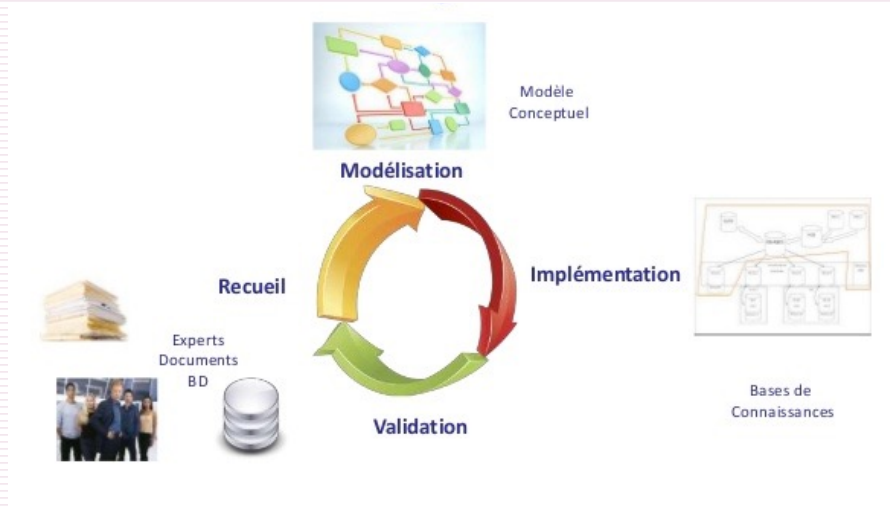 Modèle
Conceptuel
Modélisation
Recueil
Implémentation
Experts
Documents
BD
Validation
Bases de
Connaissances